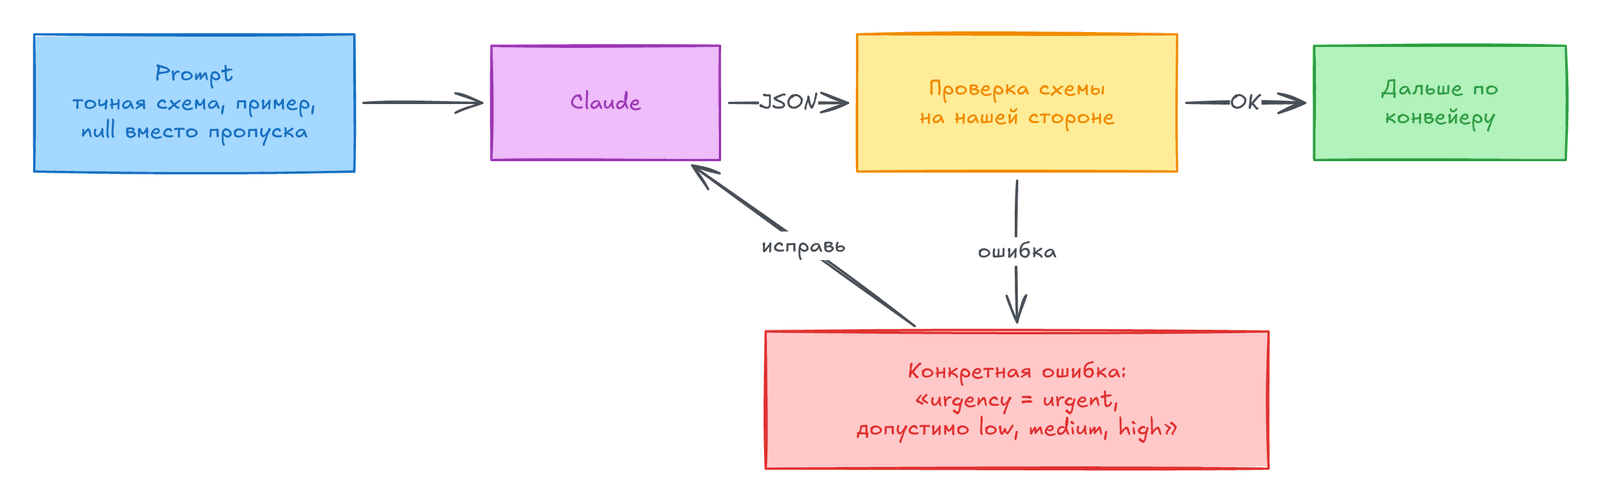 Prompt
точная схема, пример,
null вместо пропуска
Claude
JSON
Проверка схемы
на нашей стороне
OK
Дальше по
конвейеру
исправь
ошибка
Конкретная ошибка:
«urgency = urgent,
допустимо low, medium, high»